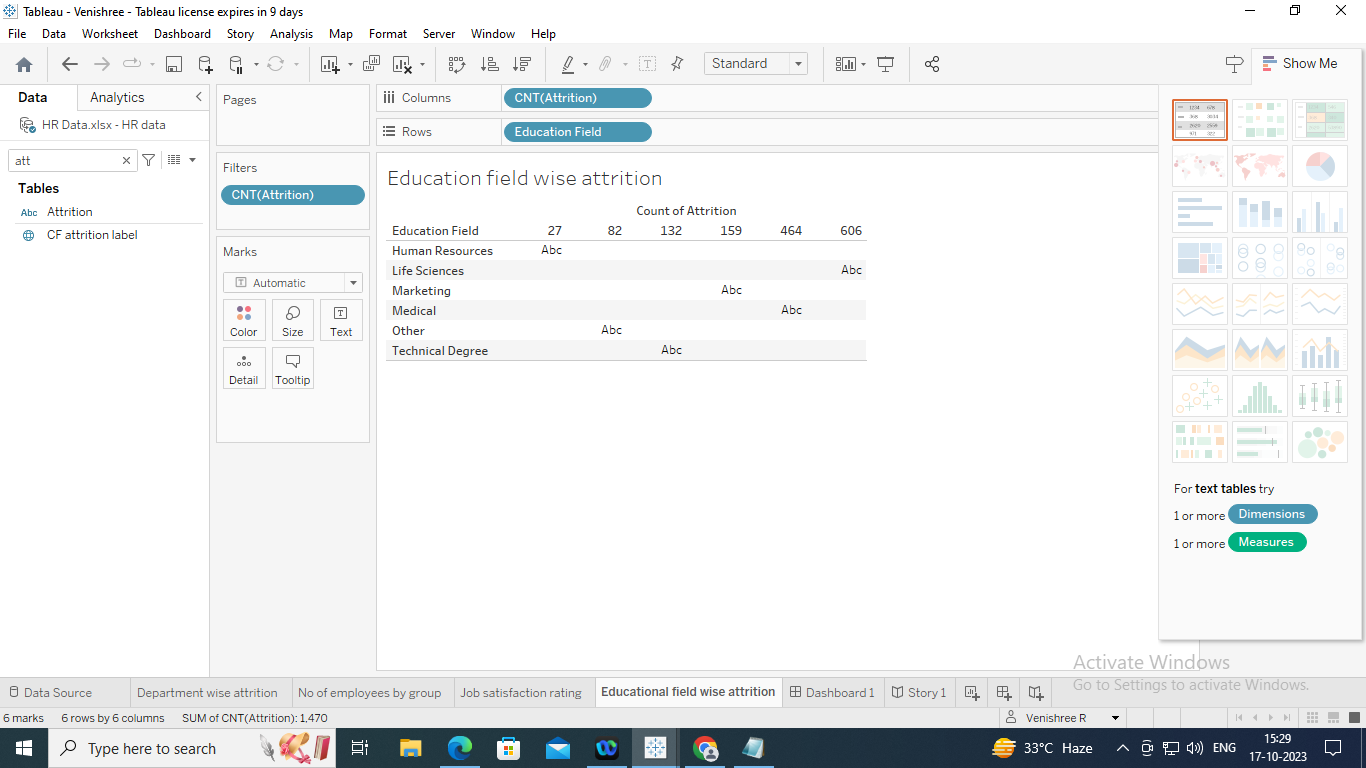 Tableau - Venishree - Tableau license expires in 9 days
File Data Worksheet Dashboard Story Analysis Map Format Server Window Help
Standard
Show Me
Data Analytics
HR Data.xlsx - HR data
att
Tables
Abc Attrition
CF attrition label
Pages
Filters
CNT(Attrition)
Marks
Automatic
Color Size Text
Detail Tooltip
Columns CNT(Attrition)
Rows Education Field
Education field wise attrition
Count of Attrition
Education Field 27 82 132 159 464 606
Human Resources Abc
Life Sciences Abc
Marketing Abc
Medical Abc
Other Abc
Technical Degree Abc
For text tables try
1 or more Dimensions
1 or more Measures
Activate Windows
Go to Settings to activate Windows.
Data Source Department wise attrition No of employees by group Job satisfaction rating Educational field wise attrition Dashboard 1 Story 1
6 marks 6 rows by 6 columns SUM of CNT(Attrition): 1,470 Venishree R
Type here to search 33°C Haze ENG 15:29
17-10-2023